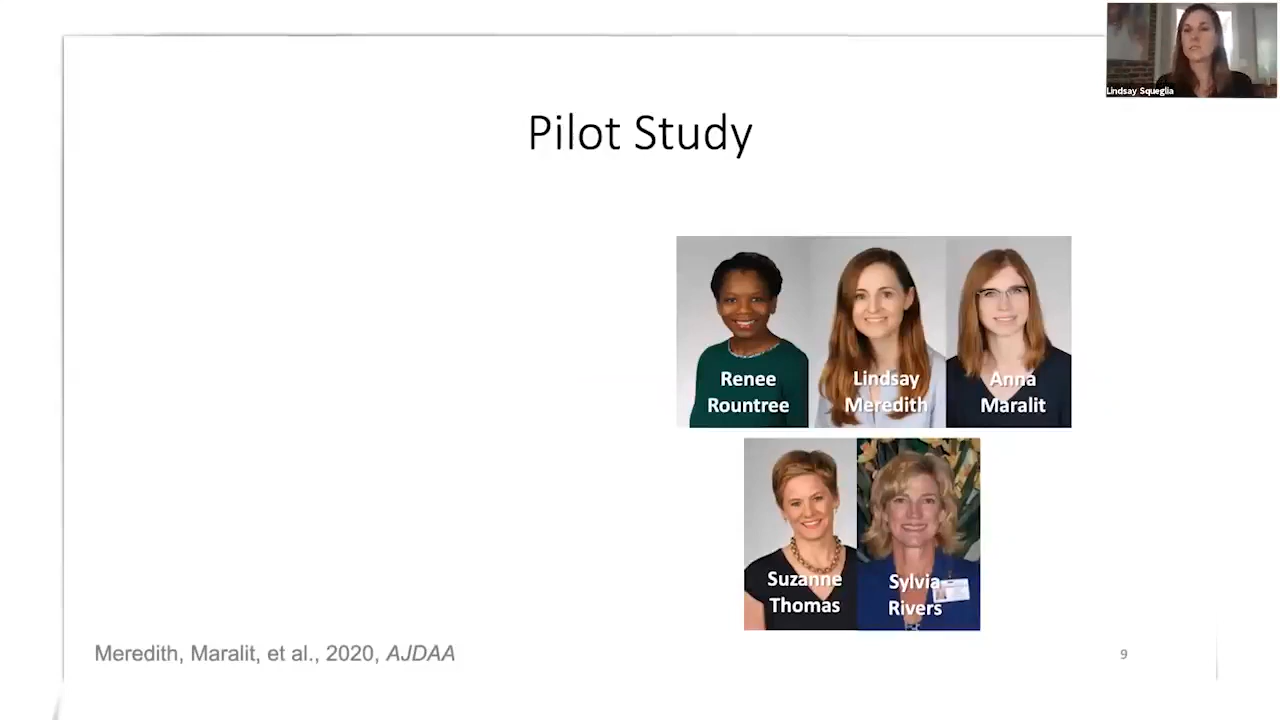 Lindsay Squeglia
Pilot Study
Renee
Rountree
Lindsay
Meredith
Anna
Maralit
Suzanne
Thomas
Sylvia
Rivers
Meredith, Maralit, et al., 2020, AJDAA
9